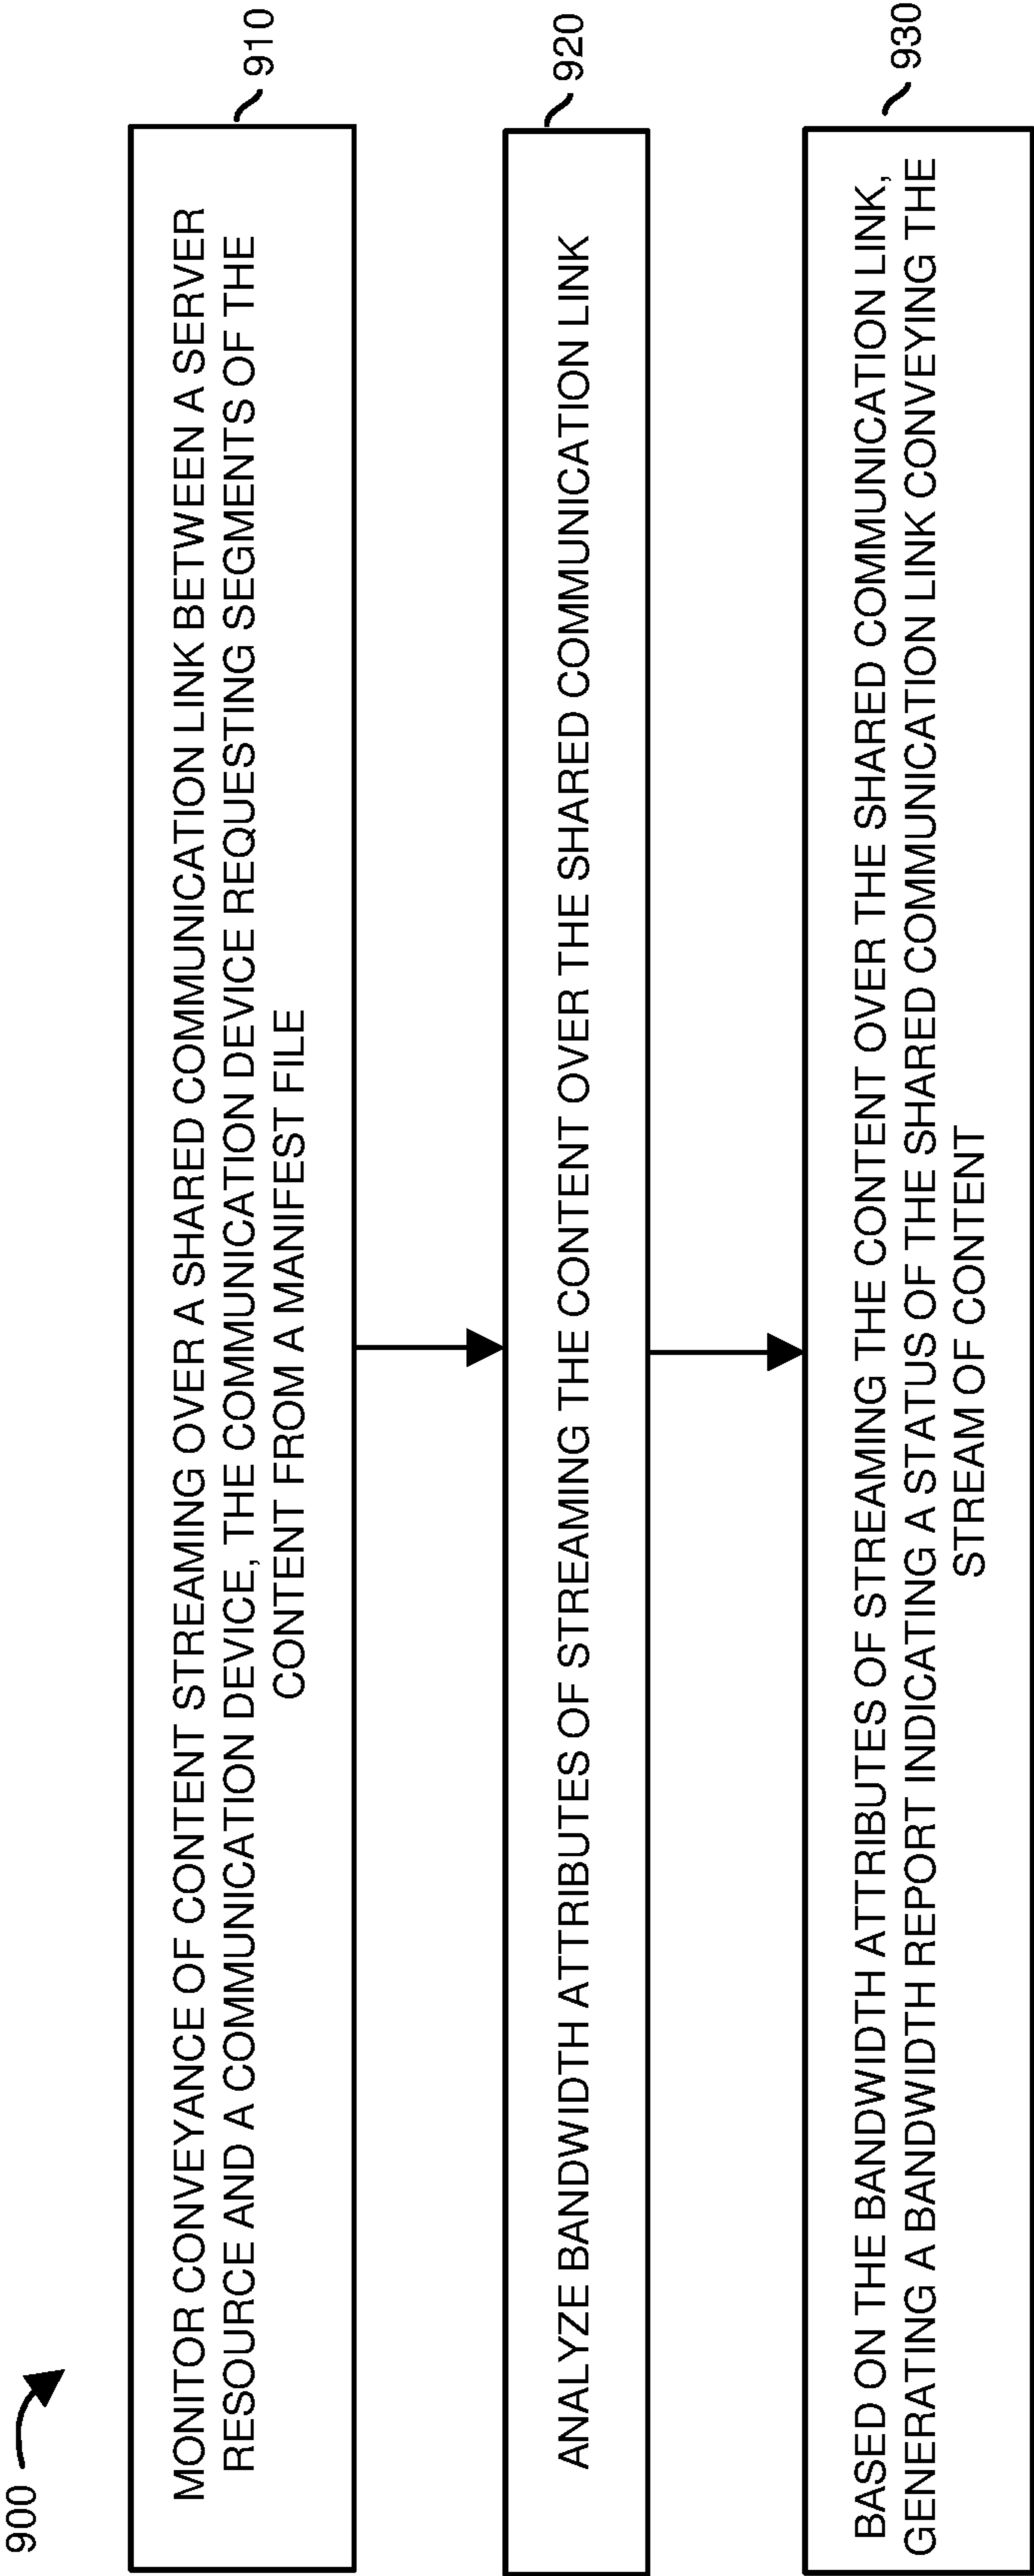 900
MONITOR CONVEYANCE OF CONTENT STREAMING OVER A SHARED COMMUNICATION LINK BETWEEN A SERVER
RESOURCE AND A COMMUNICATION DEVICE, THE COMMUNICATION DEVICE REQUESTING SEGMENTS OF THE
CONTENT FROM A MANIFEST FILE
910
ANALYZE BANDWIDTH ATTRIBUTES OF STREAMING THE CONTENT OVER THE SHARED COMMUNICATION LINK
920
BASED ON THE BANDWIDTH ATTRIBUTES OF STREAMING THE CONTENT OVER THE SHARED COMMUNICATION LINK,
GENERATING A BANDWIDTH REPORT INDICATING A STATUS OF THE SHARED COMMUNICATION LINK CONVEYING THE
STREAM OF CONTENT
930